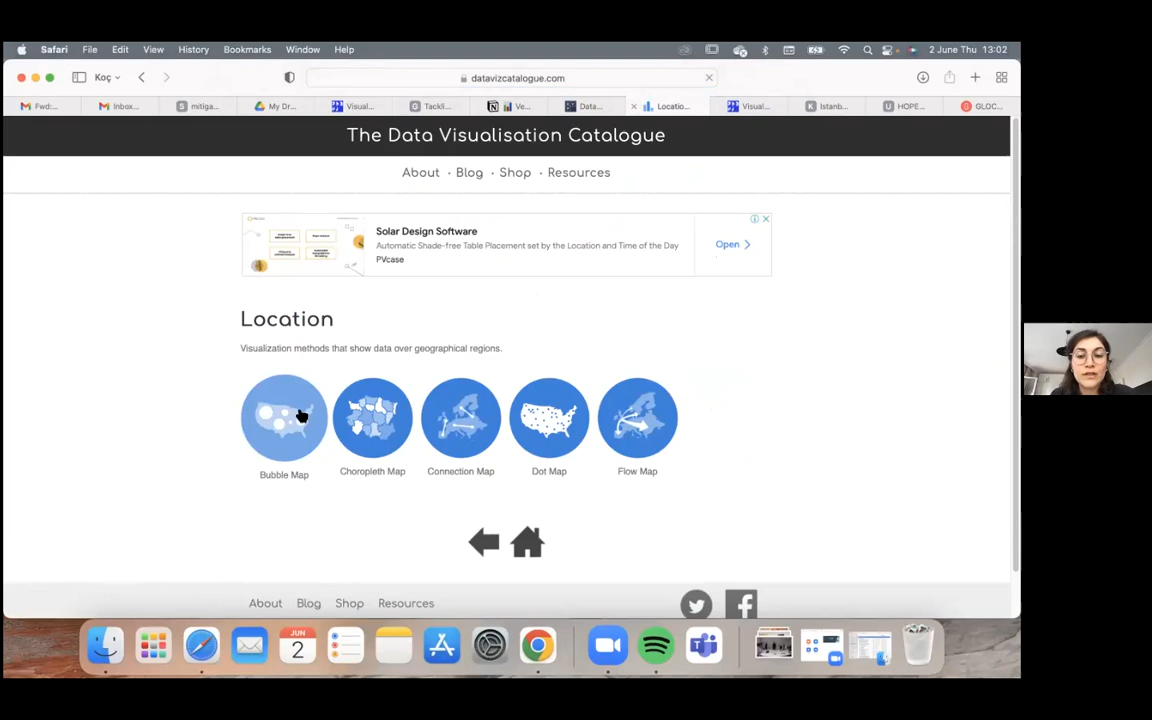 Safari File Edit View History Bookmarks Window Help 2 June Thu 13:02
Koç datavizcatalogue.com
Fwd:... Inbox... mitiga... My Dr... Visual... Tackli... Ve... Data... Locatio... Visual... Istanb... HOPE... GLOC...
The Data Visualisation Catalogue
About · Blog · Shop · Resources
Solar Design Software
Automatic Shade-free Table Placement set by the Location and Time of the Day
PVcase
Open
Location
Visualization methods that show data over geographical regions.
Bubble Map Choropleth Map Connection Map Dot Map Flow Map
About Blog Shop Resources
JUN
2